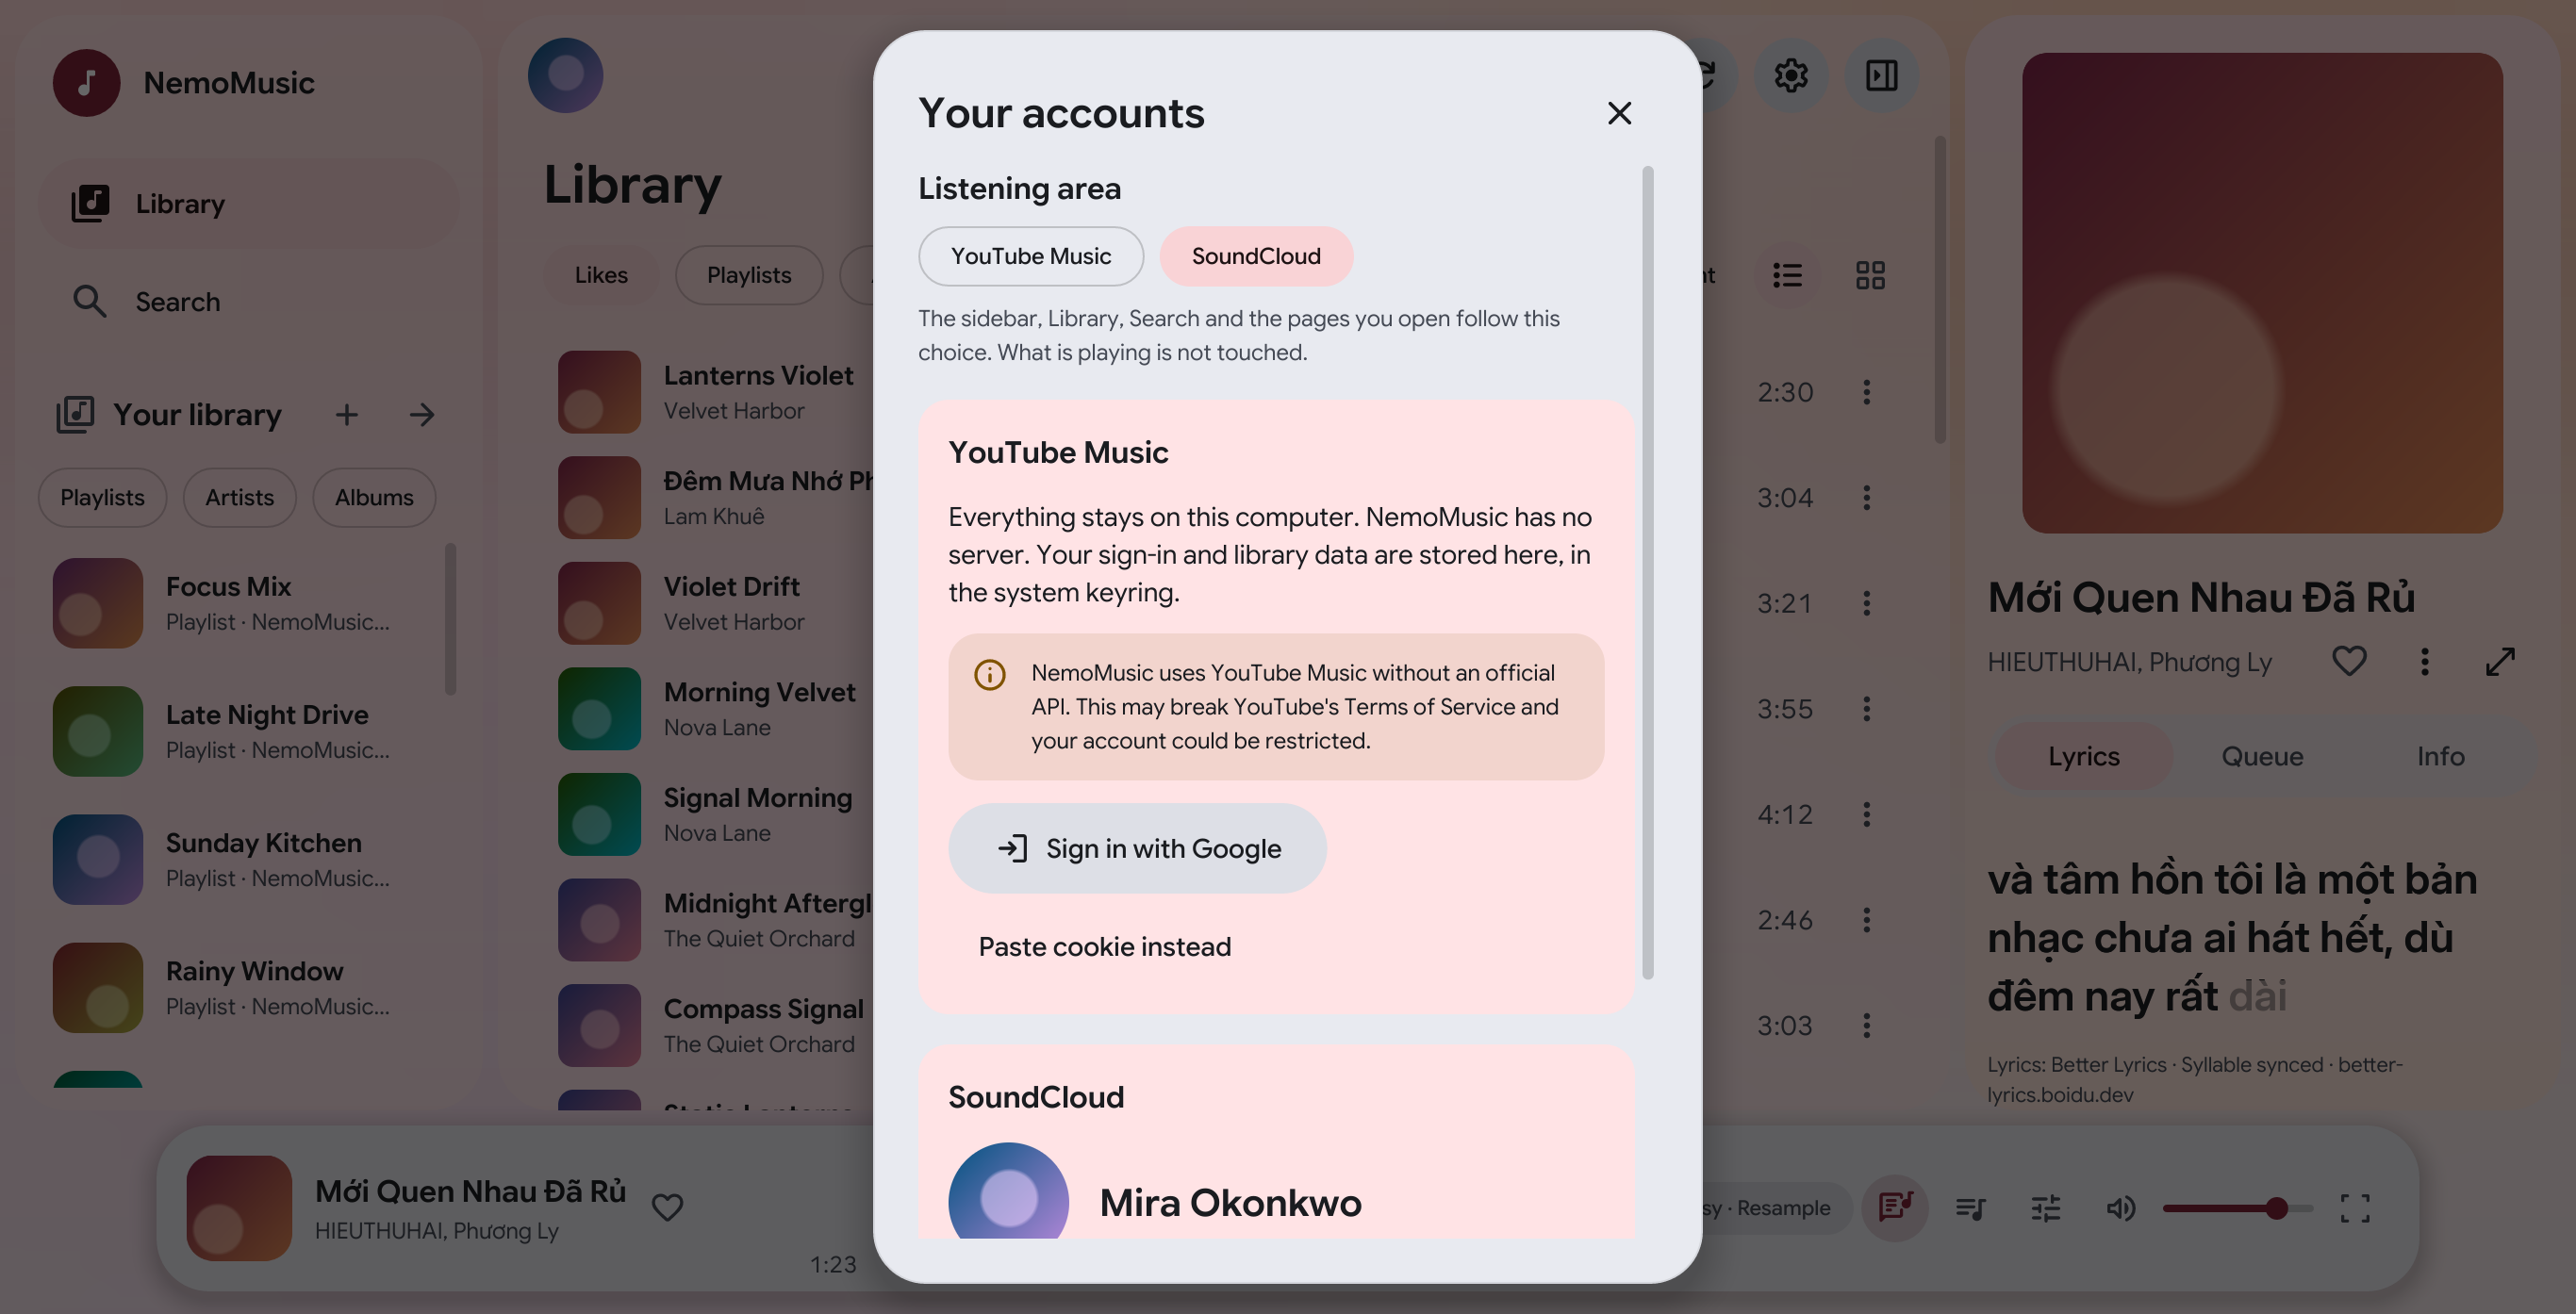 NemoMusic
Library
Search
Your library
Playlists
Artists
Albums
Focus Mix
Playlist · NemoMusic...
Late Night Drive
Playlist · NemoMusic...
Sunday Kitchen
Playlist · NemoMusic...
Rainy Window
Playlist · NemoMusic...
Library
Likes
Playlists
Lanterns Violet
Velvet Harbor
2:30
Đêm Mưa Nhớ
Lam Khuê
3:04
Violet Drift
Velvet Harbor
3:21
Morning Velvet
Nova Lane
3:55
Signal Morning
Nova Lane
4:12
Midnight
The Quiet Orchard
2:46
Compass Signal
The Quiet Orchard
3:03
Your accounts
Listening area
YouTube Music
SoundCloud
The sidebar, Library, Search and the pages you open follow this
choice. What is playing is not touched.
YouTube Music
Everything stays on this computer. NemoMusic has no
server. Your sign-in and library data are stored here, in
the system keyring.
NemoMusic uses YouTube Music without an official
API. This may break YouTube's Terms of Service and
your account could be restricted.
Sign in with Google
Paste cookie instead
SoundCloud
Mira Okonkwo
Mới Quen Nhau Đã Rủ
HIEUTHUHAI, Phương Ly
Lyrics
Queue
Info
và tâm hồn tôi là một bản
nhạc chưa ai hát hết, dù
đêm nay rất dài
Lyrics: Better Lyrics · Syllable synced · better-
lyrics.boidu.dev
Mới Quen Nhau Đã Rủ
HIEUTHUHAI, Phương Ly
1:23
· Resample